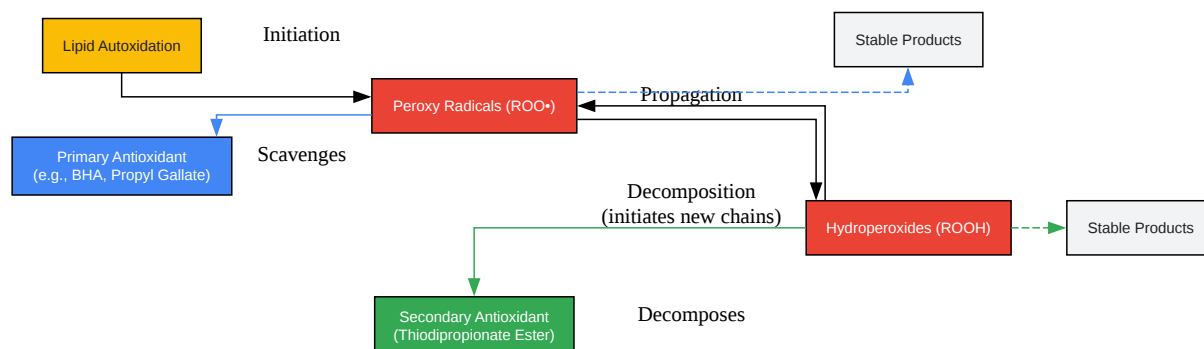 Initiation
Lipid Autoxidation
Stable Products
Peroxy Radicals (ROO•)
Propagation
Primary Antioxidant
(e.g., BHA, Propyl Gallate)
Scavenges
Decomposition
(initiates new chains)
Hydroperoxides (ROOH)
Stable Products
Secondary Antioxidant
(Thiodipropionate Ester)
Decomposes